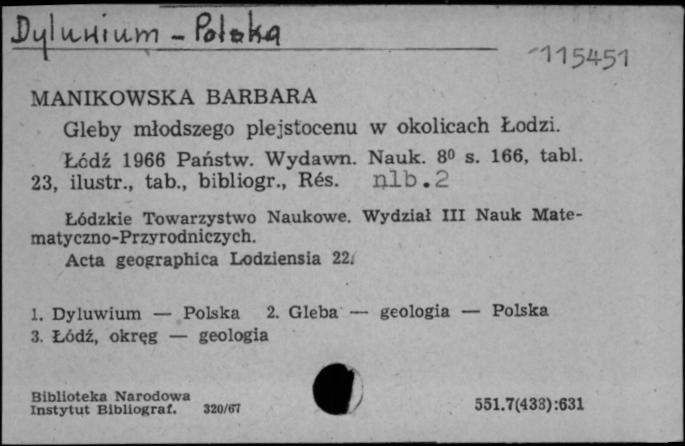 Dyluwium - Polska
115451
MANIKOWSKA BARBARA
Gleby młodszego plejstocenu w okolicach Łodzi.
Łódź 1966 Państw. Wydawn. Nauk. 8⁰ s. 166, tabl.
23, ilustr., tab., bibliogr., Rés. nlb.2
Łódzkie Towarzystwo Naukowe. Wydział III Nauk Mate-
matyczno-Przyrodniczych.
Acta geographica Lodziensia 22.
1. Dyluwium — Polska 2. Gleba — geologia — Polska
3. Łódź, okręg — geologia
Biblioteka Narodowa
Instytut Bibliograf. 320/67
551.7(438):631